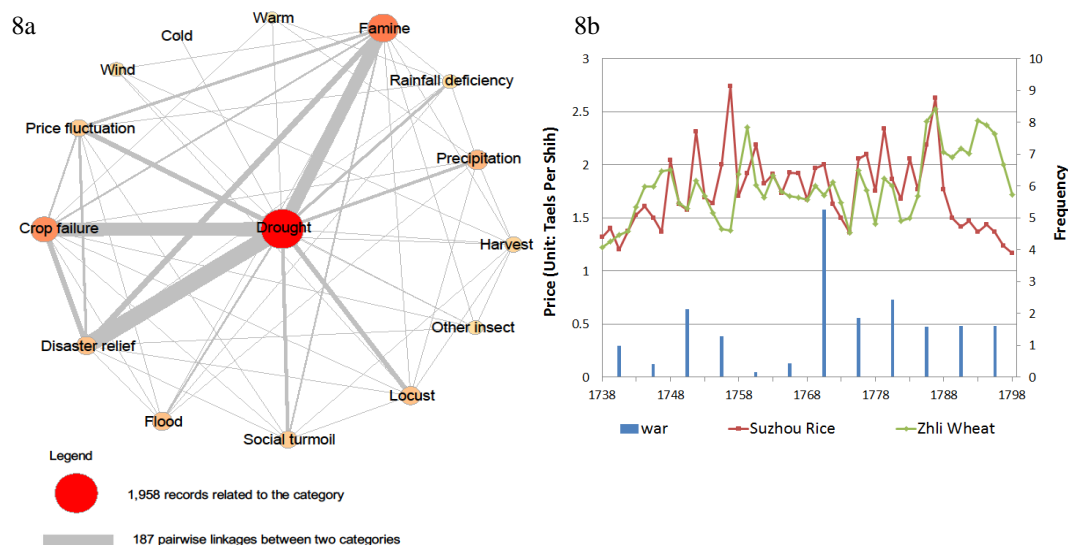 8a
Warm
Famine
Cold
Wind
Rainfall deficiency
Price fluctuation
Precipitation
Crop failure
Drought
Harvest
Other insect
Disaster relief
Locust
Flood
Social turmoil
Legend
1,958 records related to the category
187 pairwise linkages between two categories
8b
Price (Unit: Taels Per Shih)
3
2.5
2
1.5
1
0.5
0
10
9
8
7
6
5
4
3
2
1
0
Frequency
1738 1748 1758 1768 1778 1788 1798
war Suzhou Rice Zhli Wheat